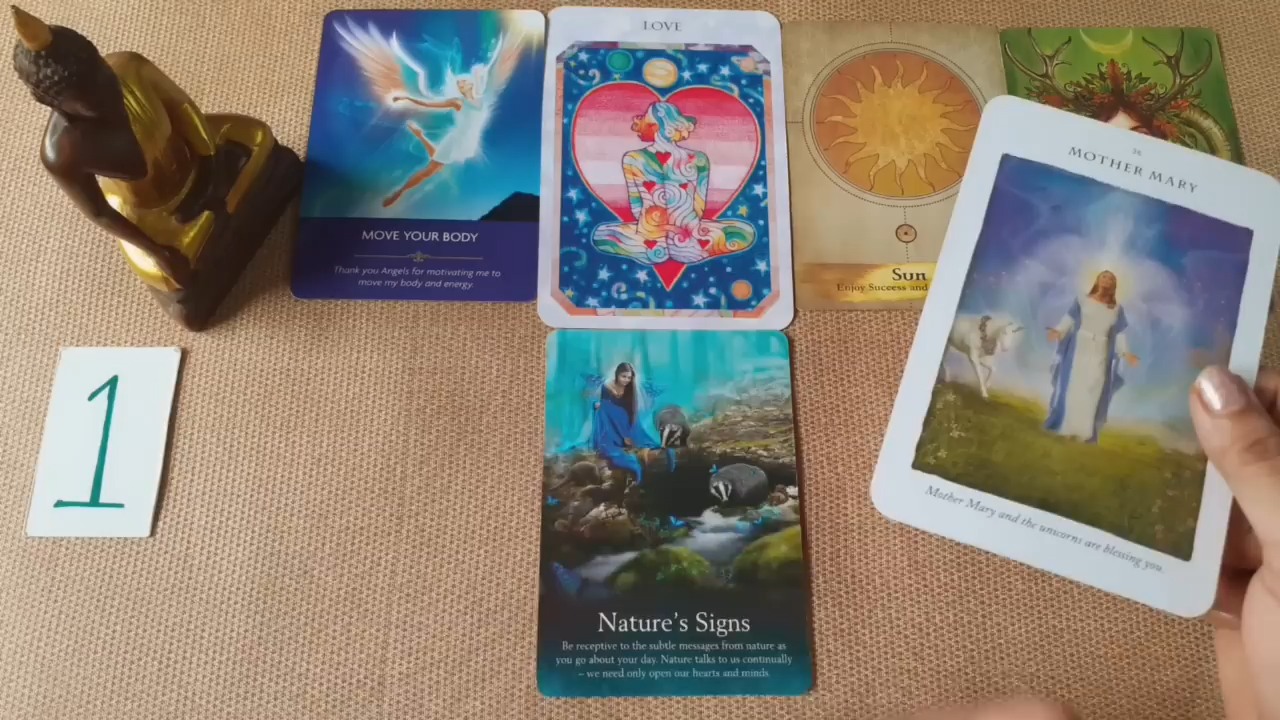 MOVE YOUR BODY
Thank you Angels for motivating me to
move my body and energy.
LOVE
Sun
Enjoy Success and
MOTHER MARY
Mother Mary and the unicorns are blessing you.
1
Nature's Signs
Be receptive to the subtle messages from nature as
you go about your day. Nature talks to us continually
– we need only open our hearts and minds.